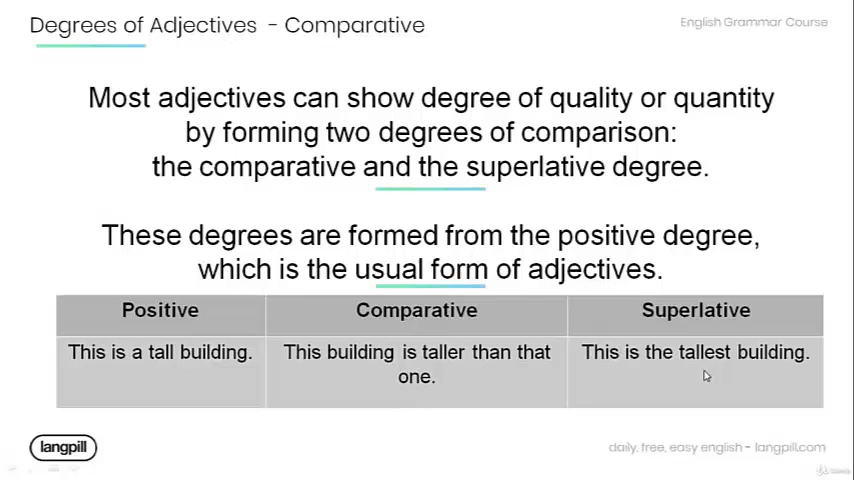 Degrees of Adjectives - Comparative
English Grammar Course
Most adjectives can show degree of quality or quantity
by forming two degrees of comparison:
the comparative and the superlative degree.
These degrees are formed from the positive degree,
which is the usual form of adjectives.
Positive
Comparative
Superlative
This is a tall building.
This building is taller than that
one.
This is the tallest building.
langpill
daily, free, easy english - langpill.com
Udemy